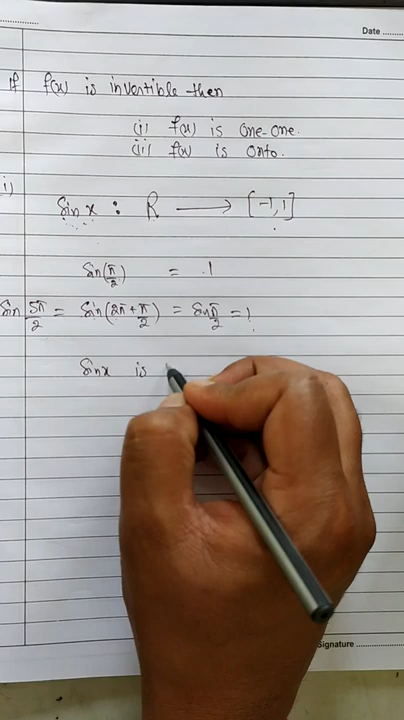 Date ........
if f(x) is invertible then
(i) f(x) is one-one.
(ii) f(x) is onto.
i)
Sin x : R ⟶ [-1,1]
Sin(π/2) = 1
Sin 5π/2 = Sin(2π + π/2) = Sin π/2 = 1
Sinx is
Signature ..............